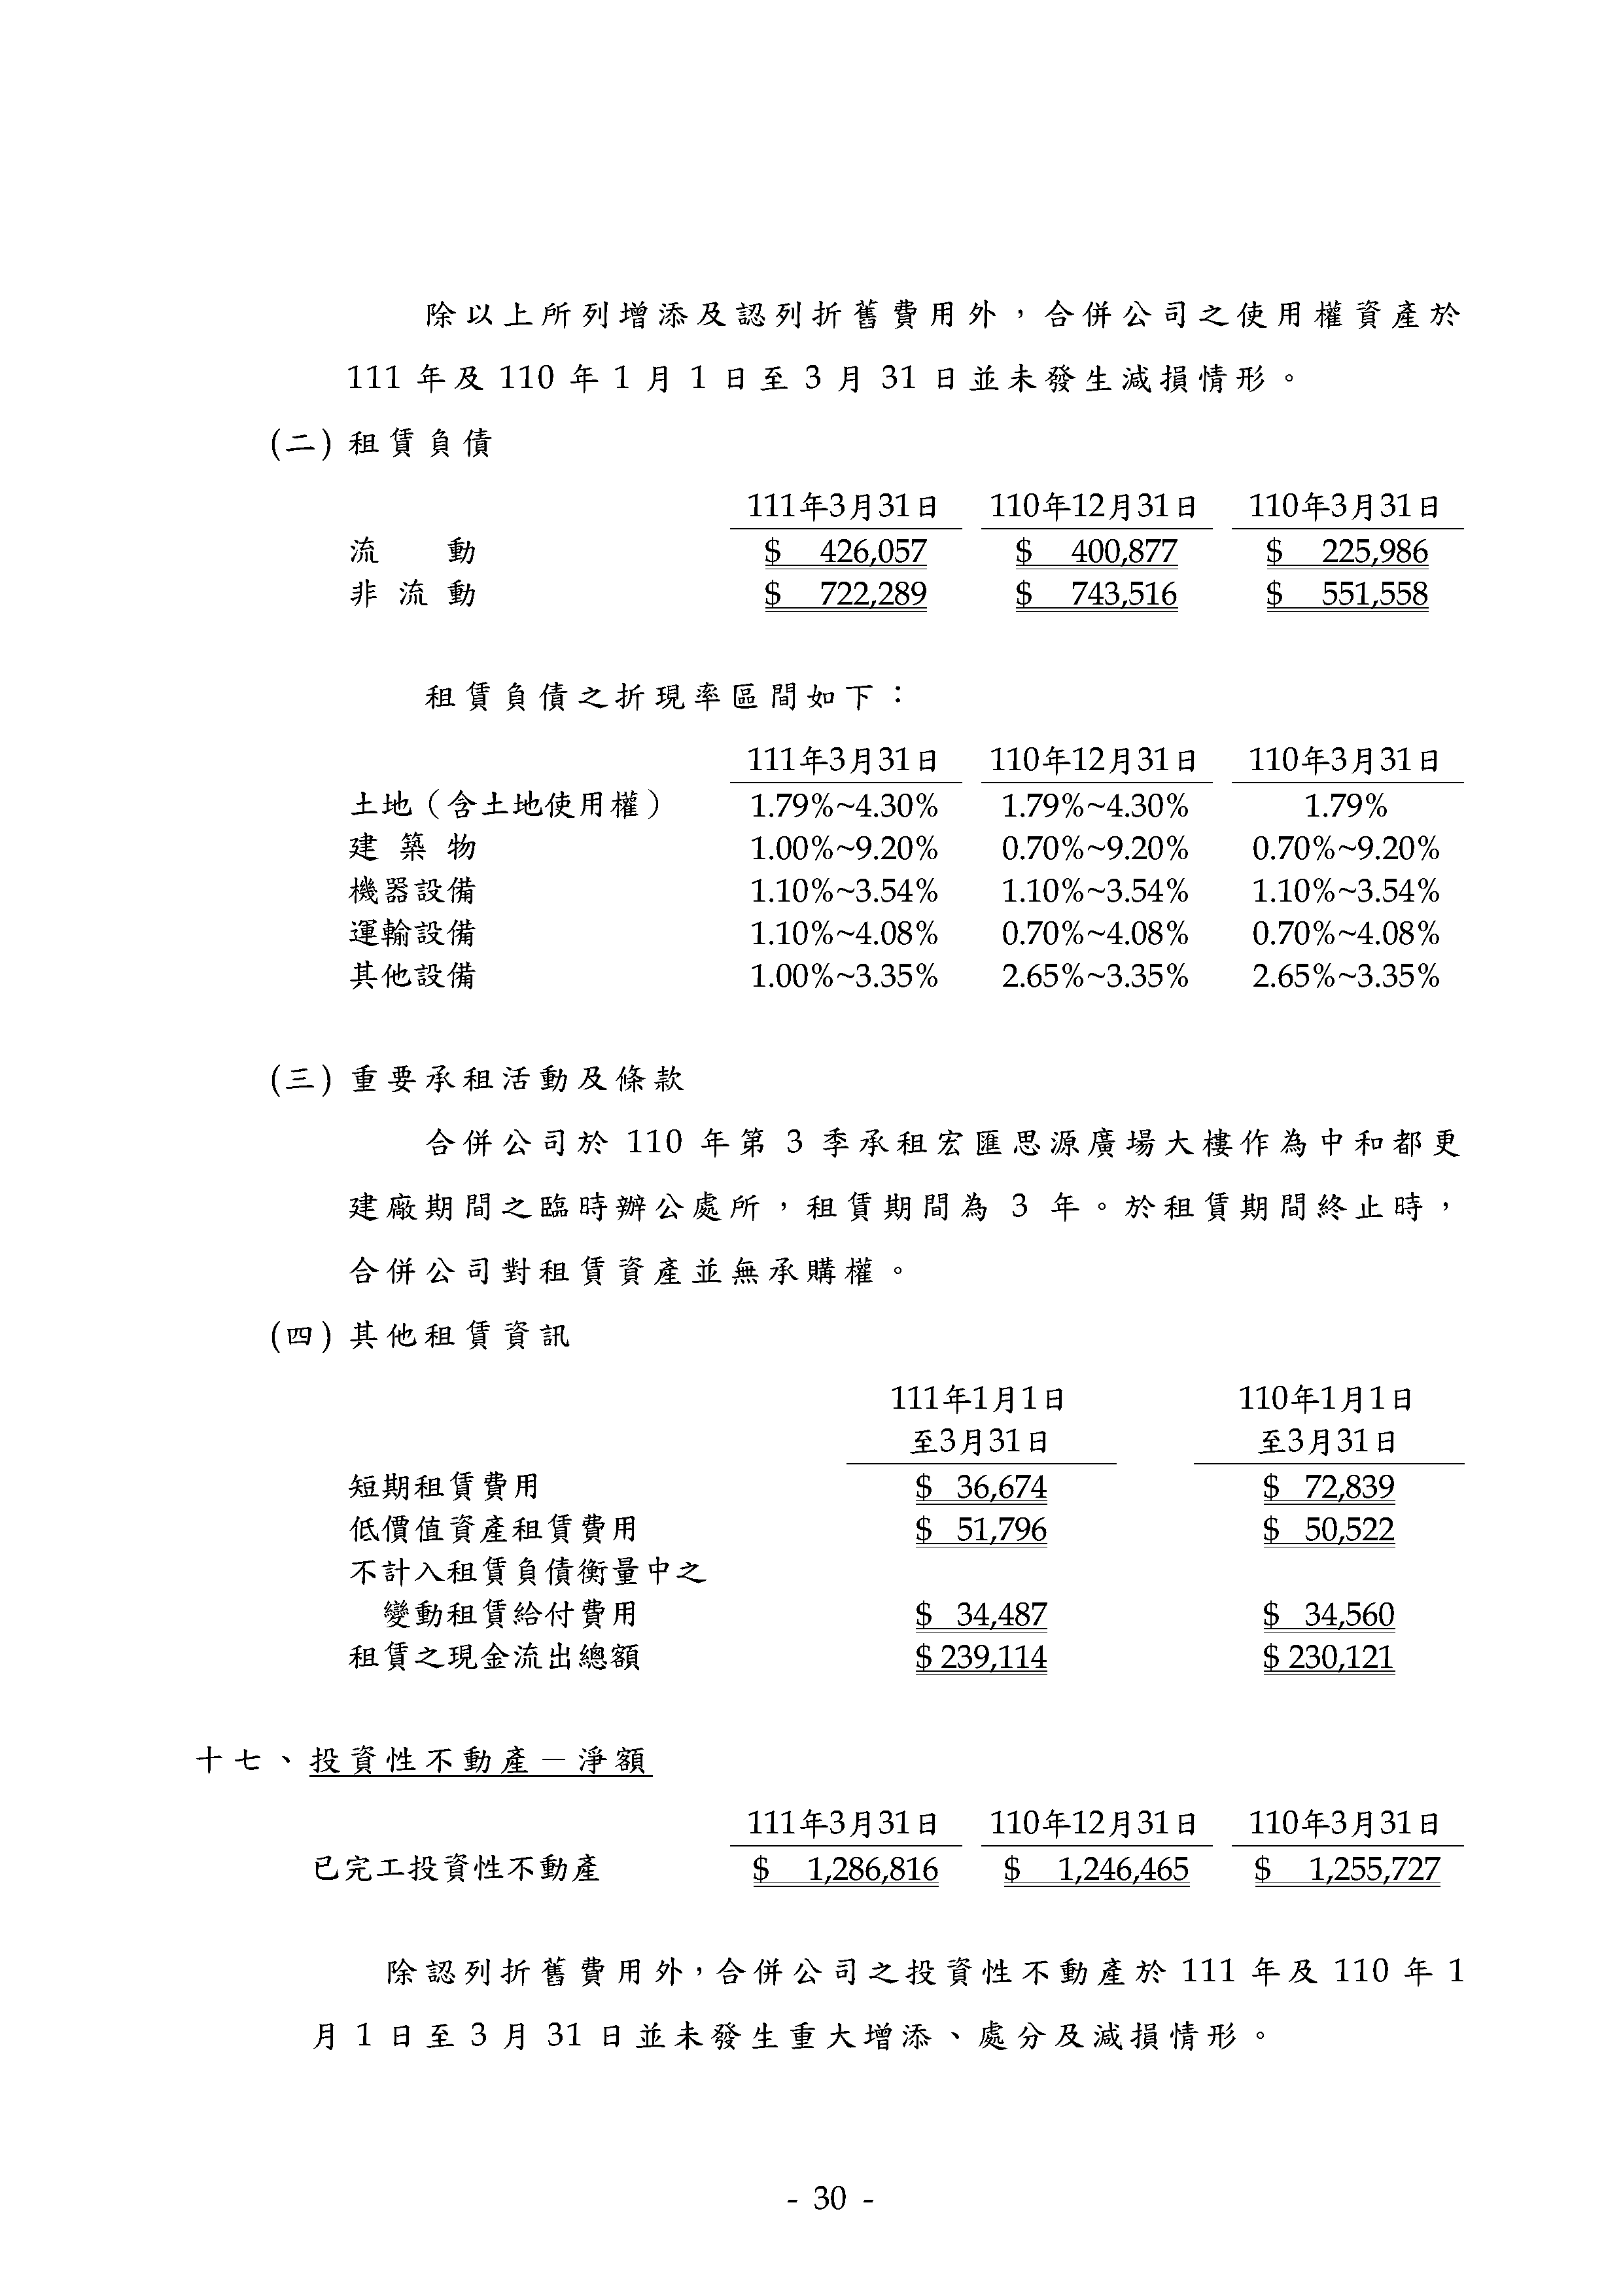 除以上所列增添及認列折舊費用外，合併公司之使用權資產於
111 年及 110 年 1 月 1 日至 3 月 31 日並未發生減損情形。
(二) 租賃負債
111年3月31日 110年12月31日 110年3月31日
流　　動 $ 426,057 $ 400,877 $ 225,986
非 流 動 $ 722,289 $ 743,516 $ 551,558
租賃負債之折現率區間如下：
111年3月31日 110年12月31日 110年3月31日
土地（含土地使用權） 1.79%~4.30% 1.79%~4.30% 1.79%
建 築 物 1.00%~9.20% 0.70%~9.20% 0.70%~9.20%
機器設備 1.10%~3.54% 1.10%~3.54% 1.10%~3.54%
運輸設備 1.10%~4.08% 0.70%~4.08% 0.70%~4.08%
其他設備 1.00%~3.35% 2.65%~3.35% 2.65%~3.35%
(三) 重要承租活動及條款
合併公司於 110 年第 3 季承租宏匯思源廣場大樓作為中和都更
建廠期間之臨時辦公處所，租賃期間為 3 年。於租賃期間終止時，
合併公司對租賃資產並無承購權。
(四) 其他租賃資訊
111年1月1日 110年1月1日
至3月31日 至3月31日
短期租賃費用 $ 36,674 $ 72,839
低價值資產租賃費用 $ 51,796 $ 50,522
不計入租賃負債衡量中之
變動租賃給付費用 $ 34,487 $ 34,560
租賃之現金流出總額 $ 239,114 $ 230,121
十七、投資性不動產－淨額
111年3月31日 110年12月31日 110年3月31日
已完工投資性不動產 $ 1,286,816 $ 1,246,465 $ 1,255,727
除認列折舊費用外，合併公司之投資性不動產於 111 年及 110 年 1
月 1 日至 3 月 31 日並未發生重大增添、處分及減損情形。
- 30 -